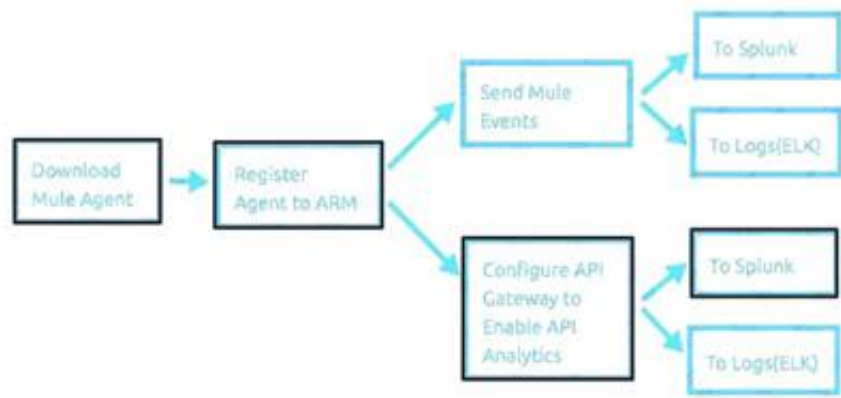 Download
Mule Agent
Register
Agent to ARM
Send Mule
Events
To Splunk
To Logs(ELK)
Configure API
Gateway to
Enable API
Analytics
To Splunk
To Logs(ELK)